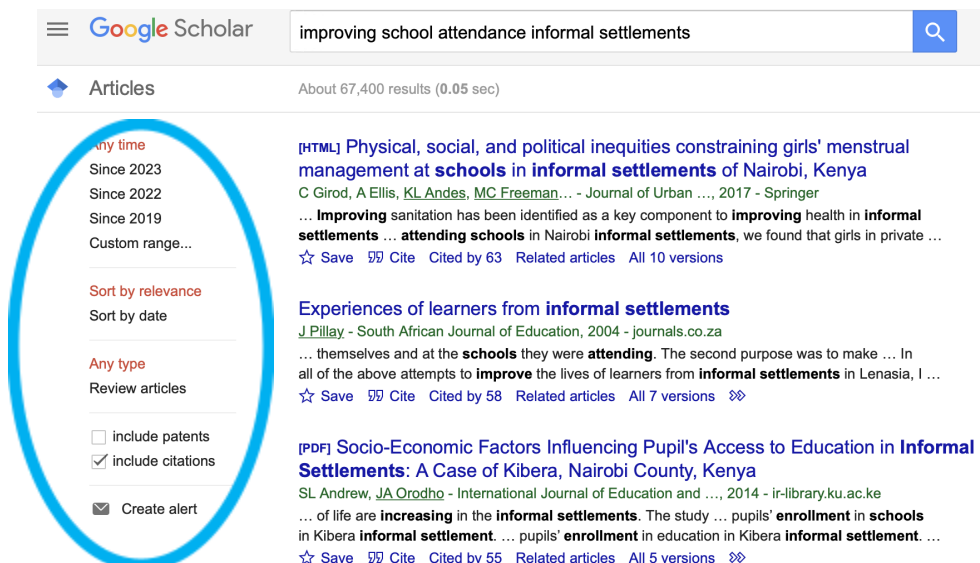 Google Scholar
improving school attendance informal settlements
Articles
About 67,400 results (0.05 sec)
Any time
Since 2023
Since 2022
Since 2019
Custom range...
Sort by relevance
Sort by date
Any type
Review articles
include patents
include citations
Create alert
[HTML] Physical, social, and political inequities constraining girls' menstrual
management at schools in informal settlements of Nairobi, Kenya
C Girod, A Ellis, KL Andes, MC Freeman… - Journal of Urban …, 2017 - Springer
… Improving sanitation has been identified as a key component to improving health in informal
settlements … attending schools in Nairobi informal settlements, we found that girls in private …
Save Cite Cited by 63 Related articles All 10 versions
Experiences of learners from informal settlements
J Pillay - South African Journal of Education, 2004 - journals.co.za
… themselves and at the schools they were attending. The second purpose was to make … In
all of the above attempts to improve the lives of learners from informal settlements in Lenasia, I …
Save Cite Cited by 58 Related articles All 7 versions
[PDF] Socio-Economic Factors Influencing Pupil's Access to Education in Informal
Settlements: A Case of Kibera, Nairobi County, Kenya
SL Andrew, JA Orodho - International Journal of Education and …, 2014 - ir-library.ku.ac.ke
… of life are increasing in the informal settlements. The study … pupils' enrollment in schools
in Kibera informal settlement. … pupils' enrollment in education in Kibera informal settlement. …
Save Cite Cited by 55 Related articles All 5 versions